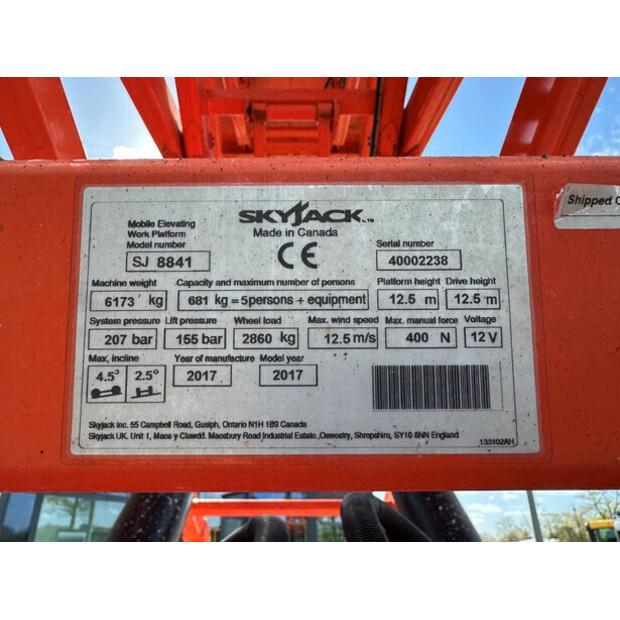 Shipped
Mobile Elevating
Work Platform
SKYJACK™
Made in Canada
CE
Model number
SJ 8841
Serial number
40002238
Machine weight
6173 kg
Capacity and maximum number of persons
681 kg = 5persons + equipment
Platform height
12.5 m
Drive height
12.5 m
System pressure
207 bar
Lift pressure
155 bar
Wheel load
2860 kg
Max. wind speed
12.5 m/s
Max. manual force
400 N
Voltage
12 V
Max. incline
4.5°
2.5°
Year of manufacture
2017
Model year
2017
Skyjack Inc. 55 Campbell Road, Guelph, Ontario N1H 1B9 Canada
Skyjack UK. Unit 1, Maes y Clawdd. Maesbury Road Industrial Estate. Oswestry, Shropshire, SY10 8NN England
133102AH